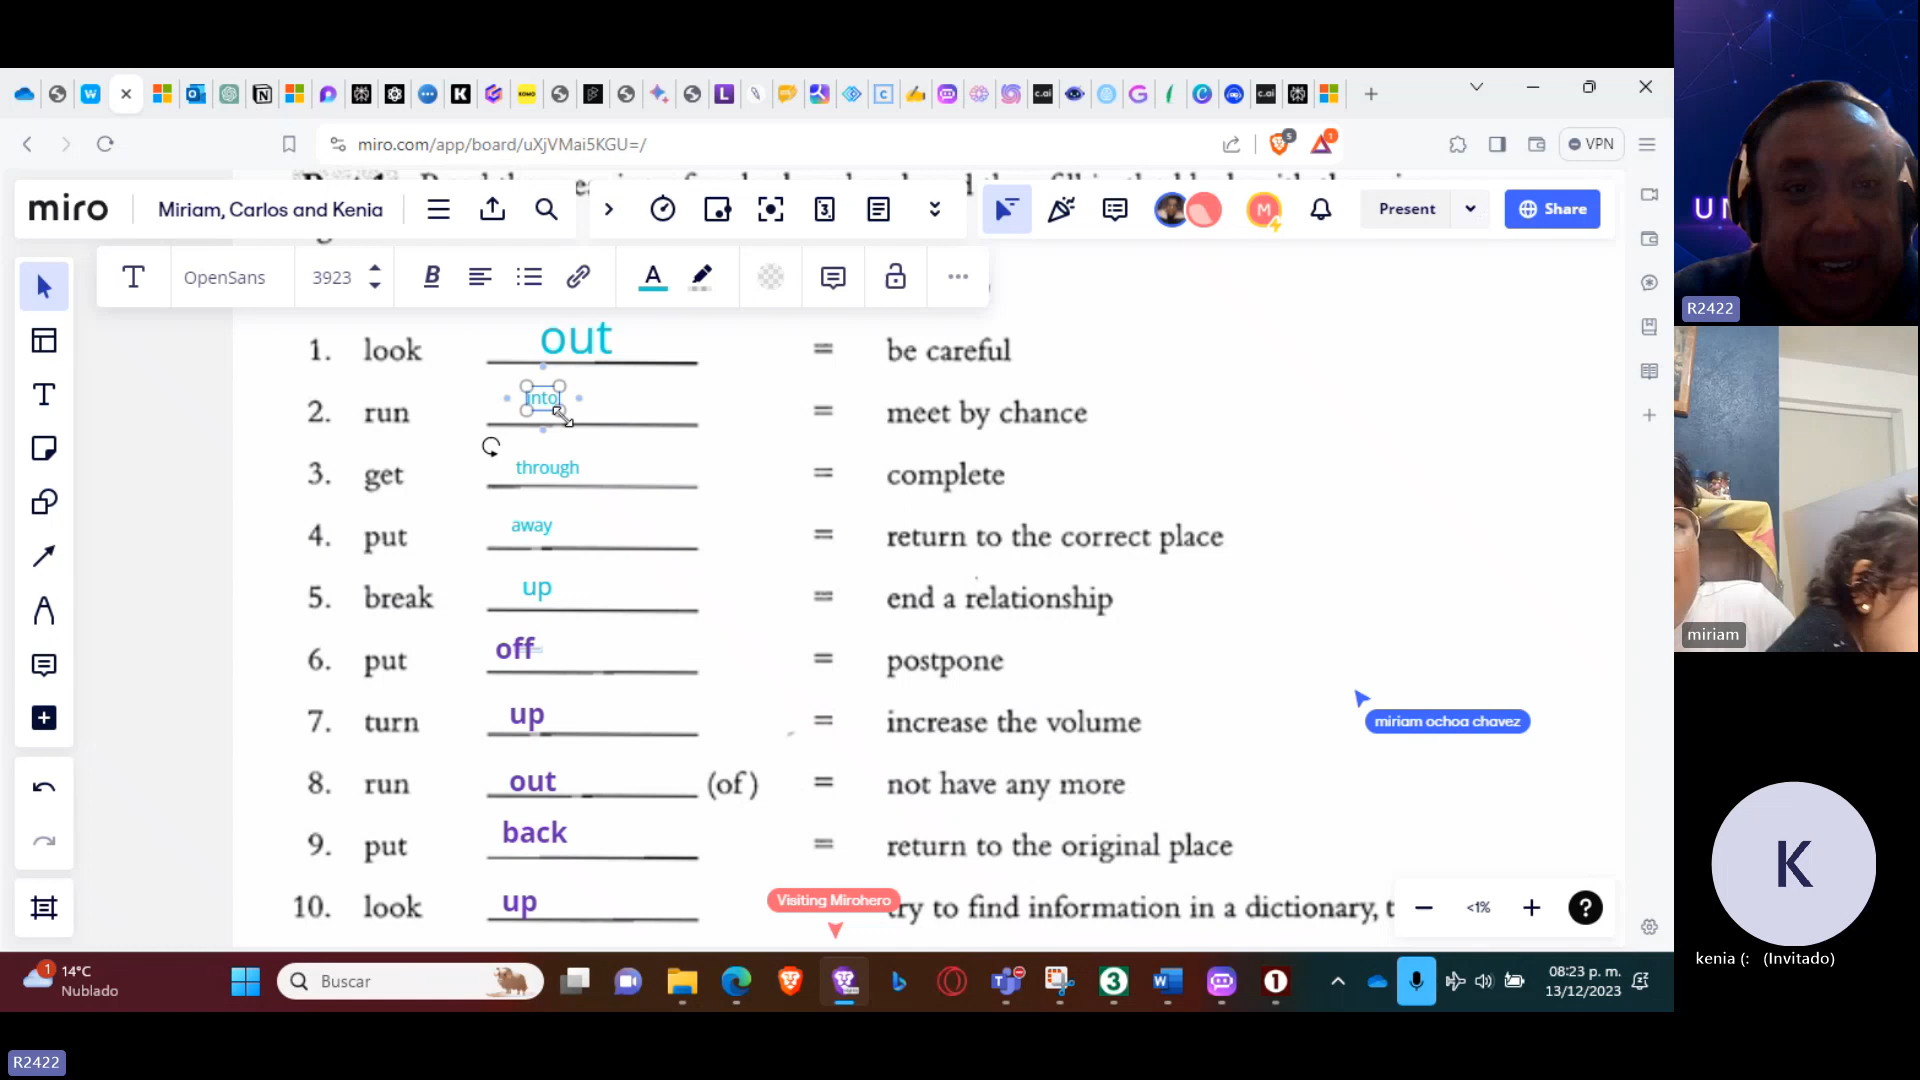 miro.com/app/board/uXjVMai5KGU=/
VPN
miro
Miriam, Carlos and Kenia
Present
Share
OpenSans
3923
1. look out = be careful
2. run into = meet by chance
3. get through = complete
4. put away = return to the correct place
5. break up = end a relationship
6. put off = postpone
7. turn up = increase the volume
8. run out (of) = not have any more
9. put back = return to the original place
10. look up = try to find information in a dictionary, t
miriam ochoa chavez
Visiting Mirohero
<1%
14°C
Nublado
Buscar
08:23 p. m.
13/12/2023
R2422
miriam
K
kenia (: (Invitado)
R2422